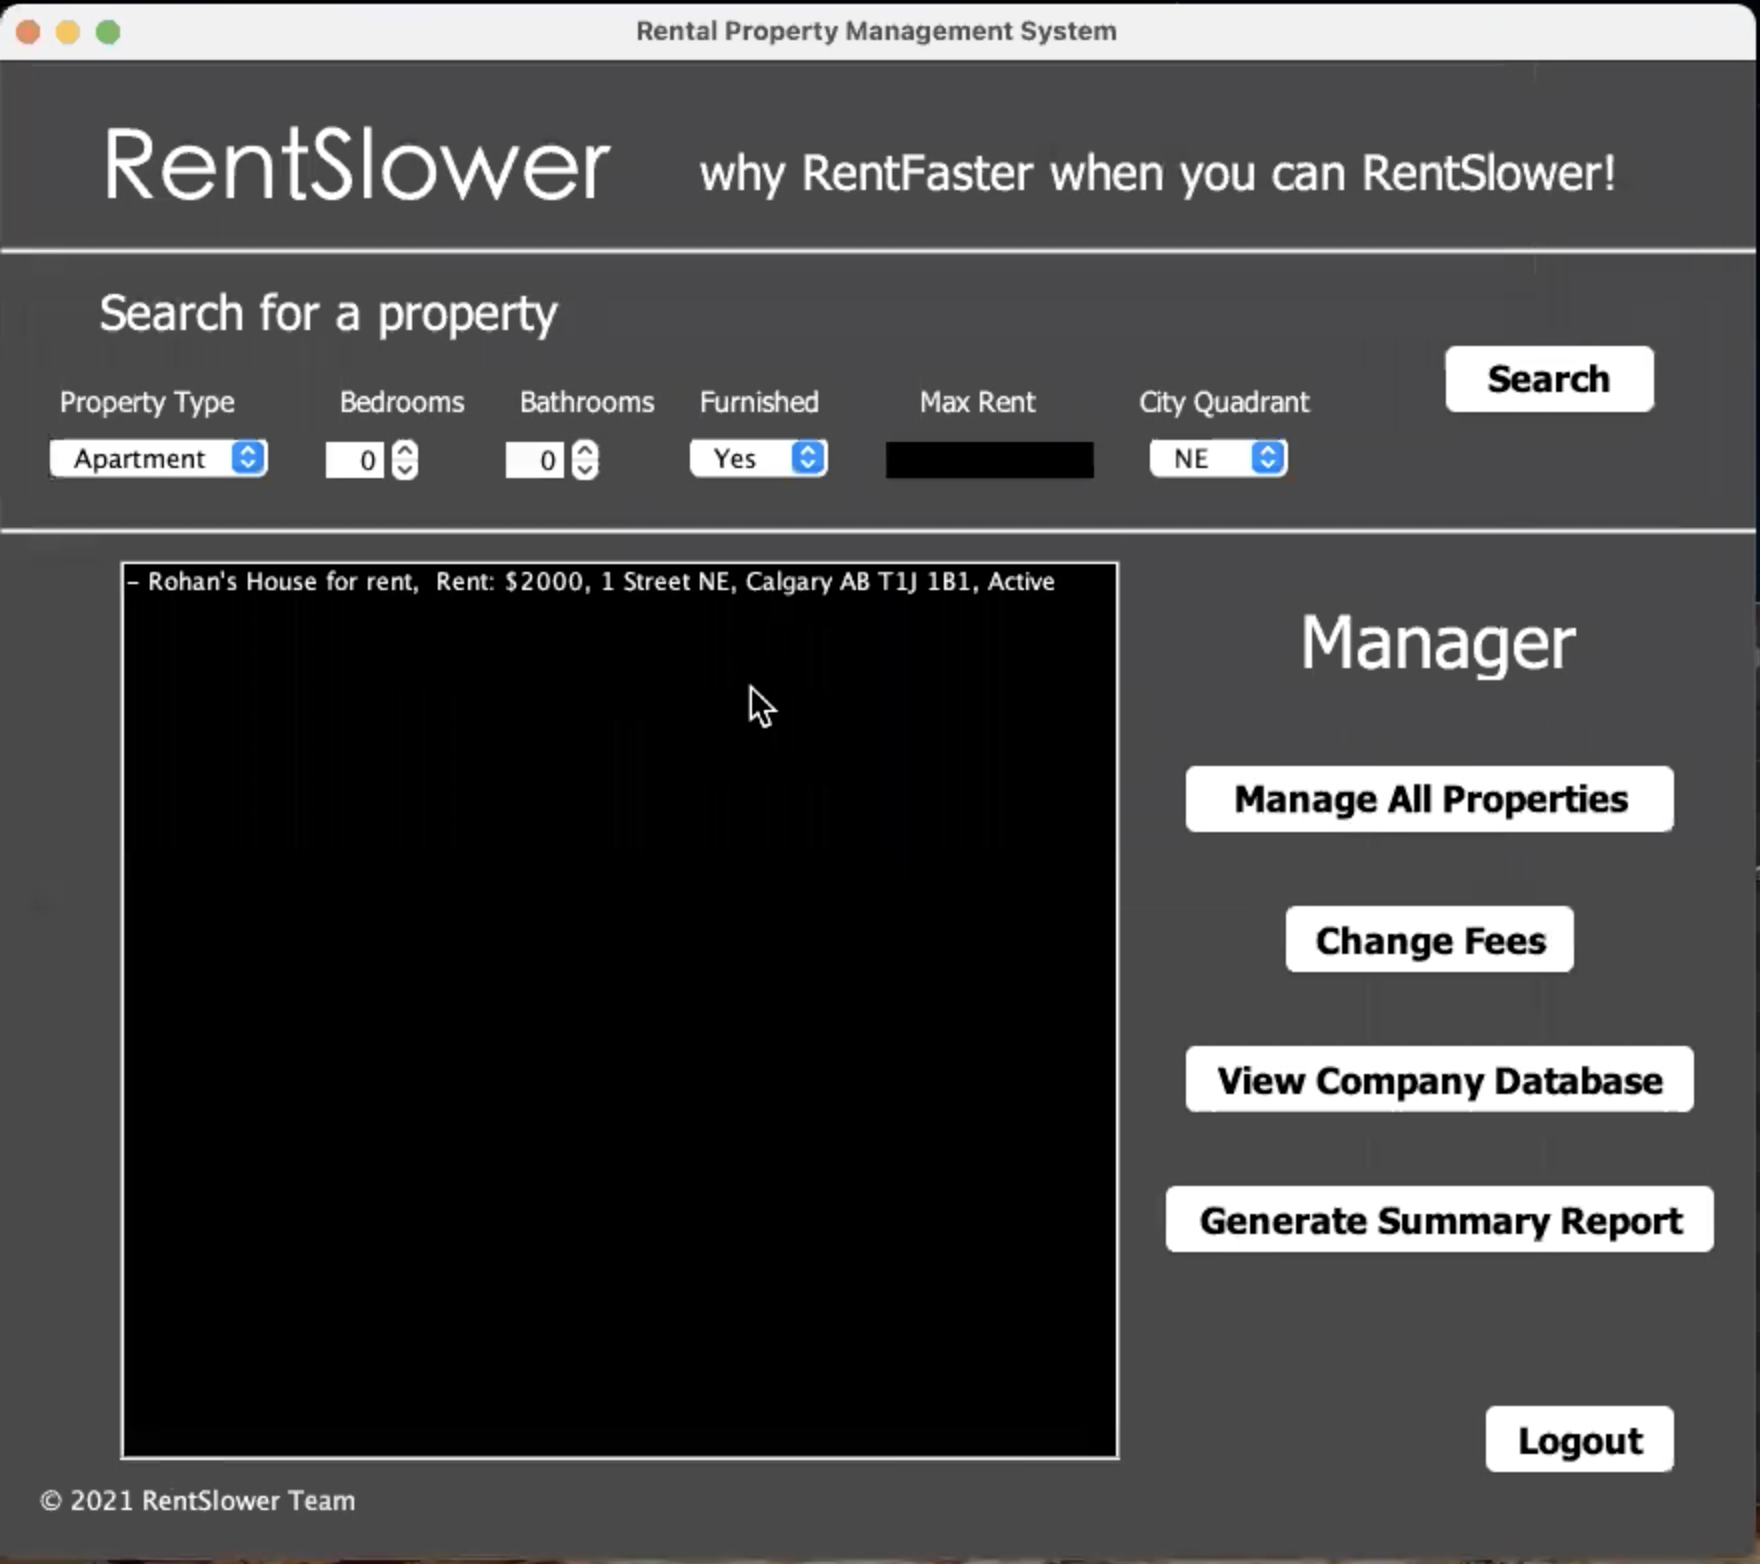 Rental Property Management System
RentSlower
why RentFaster when you can RentSlower!
Search for a property
Search
Property Type
Bedrooms
Bathrooms
Furnished
Max Rent
City Quadrant
Apartment
0
0
Yes
NE
- Rohan's House for rent,  Rent: $2000, 1 Street NE, Calgary AB T1J 1B1, Active
Manager
Manage All Properties
Change Fees
View Company Database
Generate Summary Report
Logout
© 2021 RentSlower Team